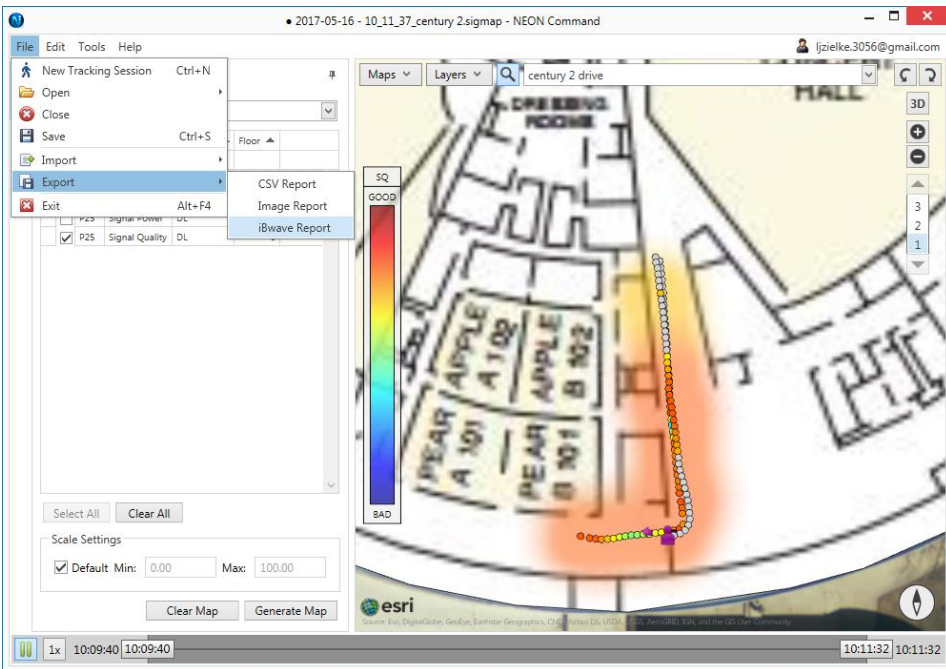 2017-05-16 - 10_11_37_century 2.sigmap - NEON Command
File Edit Tools Help
ljzielke.3056@gmail.com
New Tracking Session Ctrl+N
Open
Close
Save Ctrl+S
Import
Export
Exit Alt+F4
CSV Report
Image Report
iBwave Report
Floor
P25 Signal Power DL
P25 Signal Quality DL
Select All Clear All
Scale Settings
Default Min: 0.00 Max: 100.00
Clear Map Generate Map
Maps Layers century 2 drive
3D
3
2
1
SQ
GOOD
BAD
DRESSING
ROOMS
HALL
APPLE
A 102
APPLE
B 102
PEAR
A 101
PEAR
B 101
esri
1x 10:09:40 10:09:40 10:11:32 10:11:32